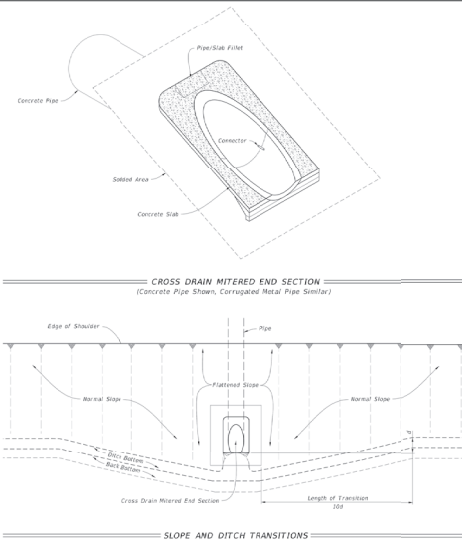 Pipe/Slab Fillet
Concrete Pipe
Connector
Sodded Area
Concrete Slab
CROSS DRAIN MITERED END SECTION
(Concrete Pipe Shown, Corrugated Metal Pipe Similar)
Edge of Shoulder
Pipe
Flattened Slope
Normal Slope
Normal Slope
d
Ditch Bottom
Back Bottom
Cross Drain Mitered End Section
Length of Transition
10d
SLOPE AND DITCH TRANSITIONS